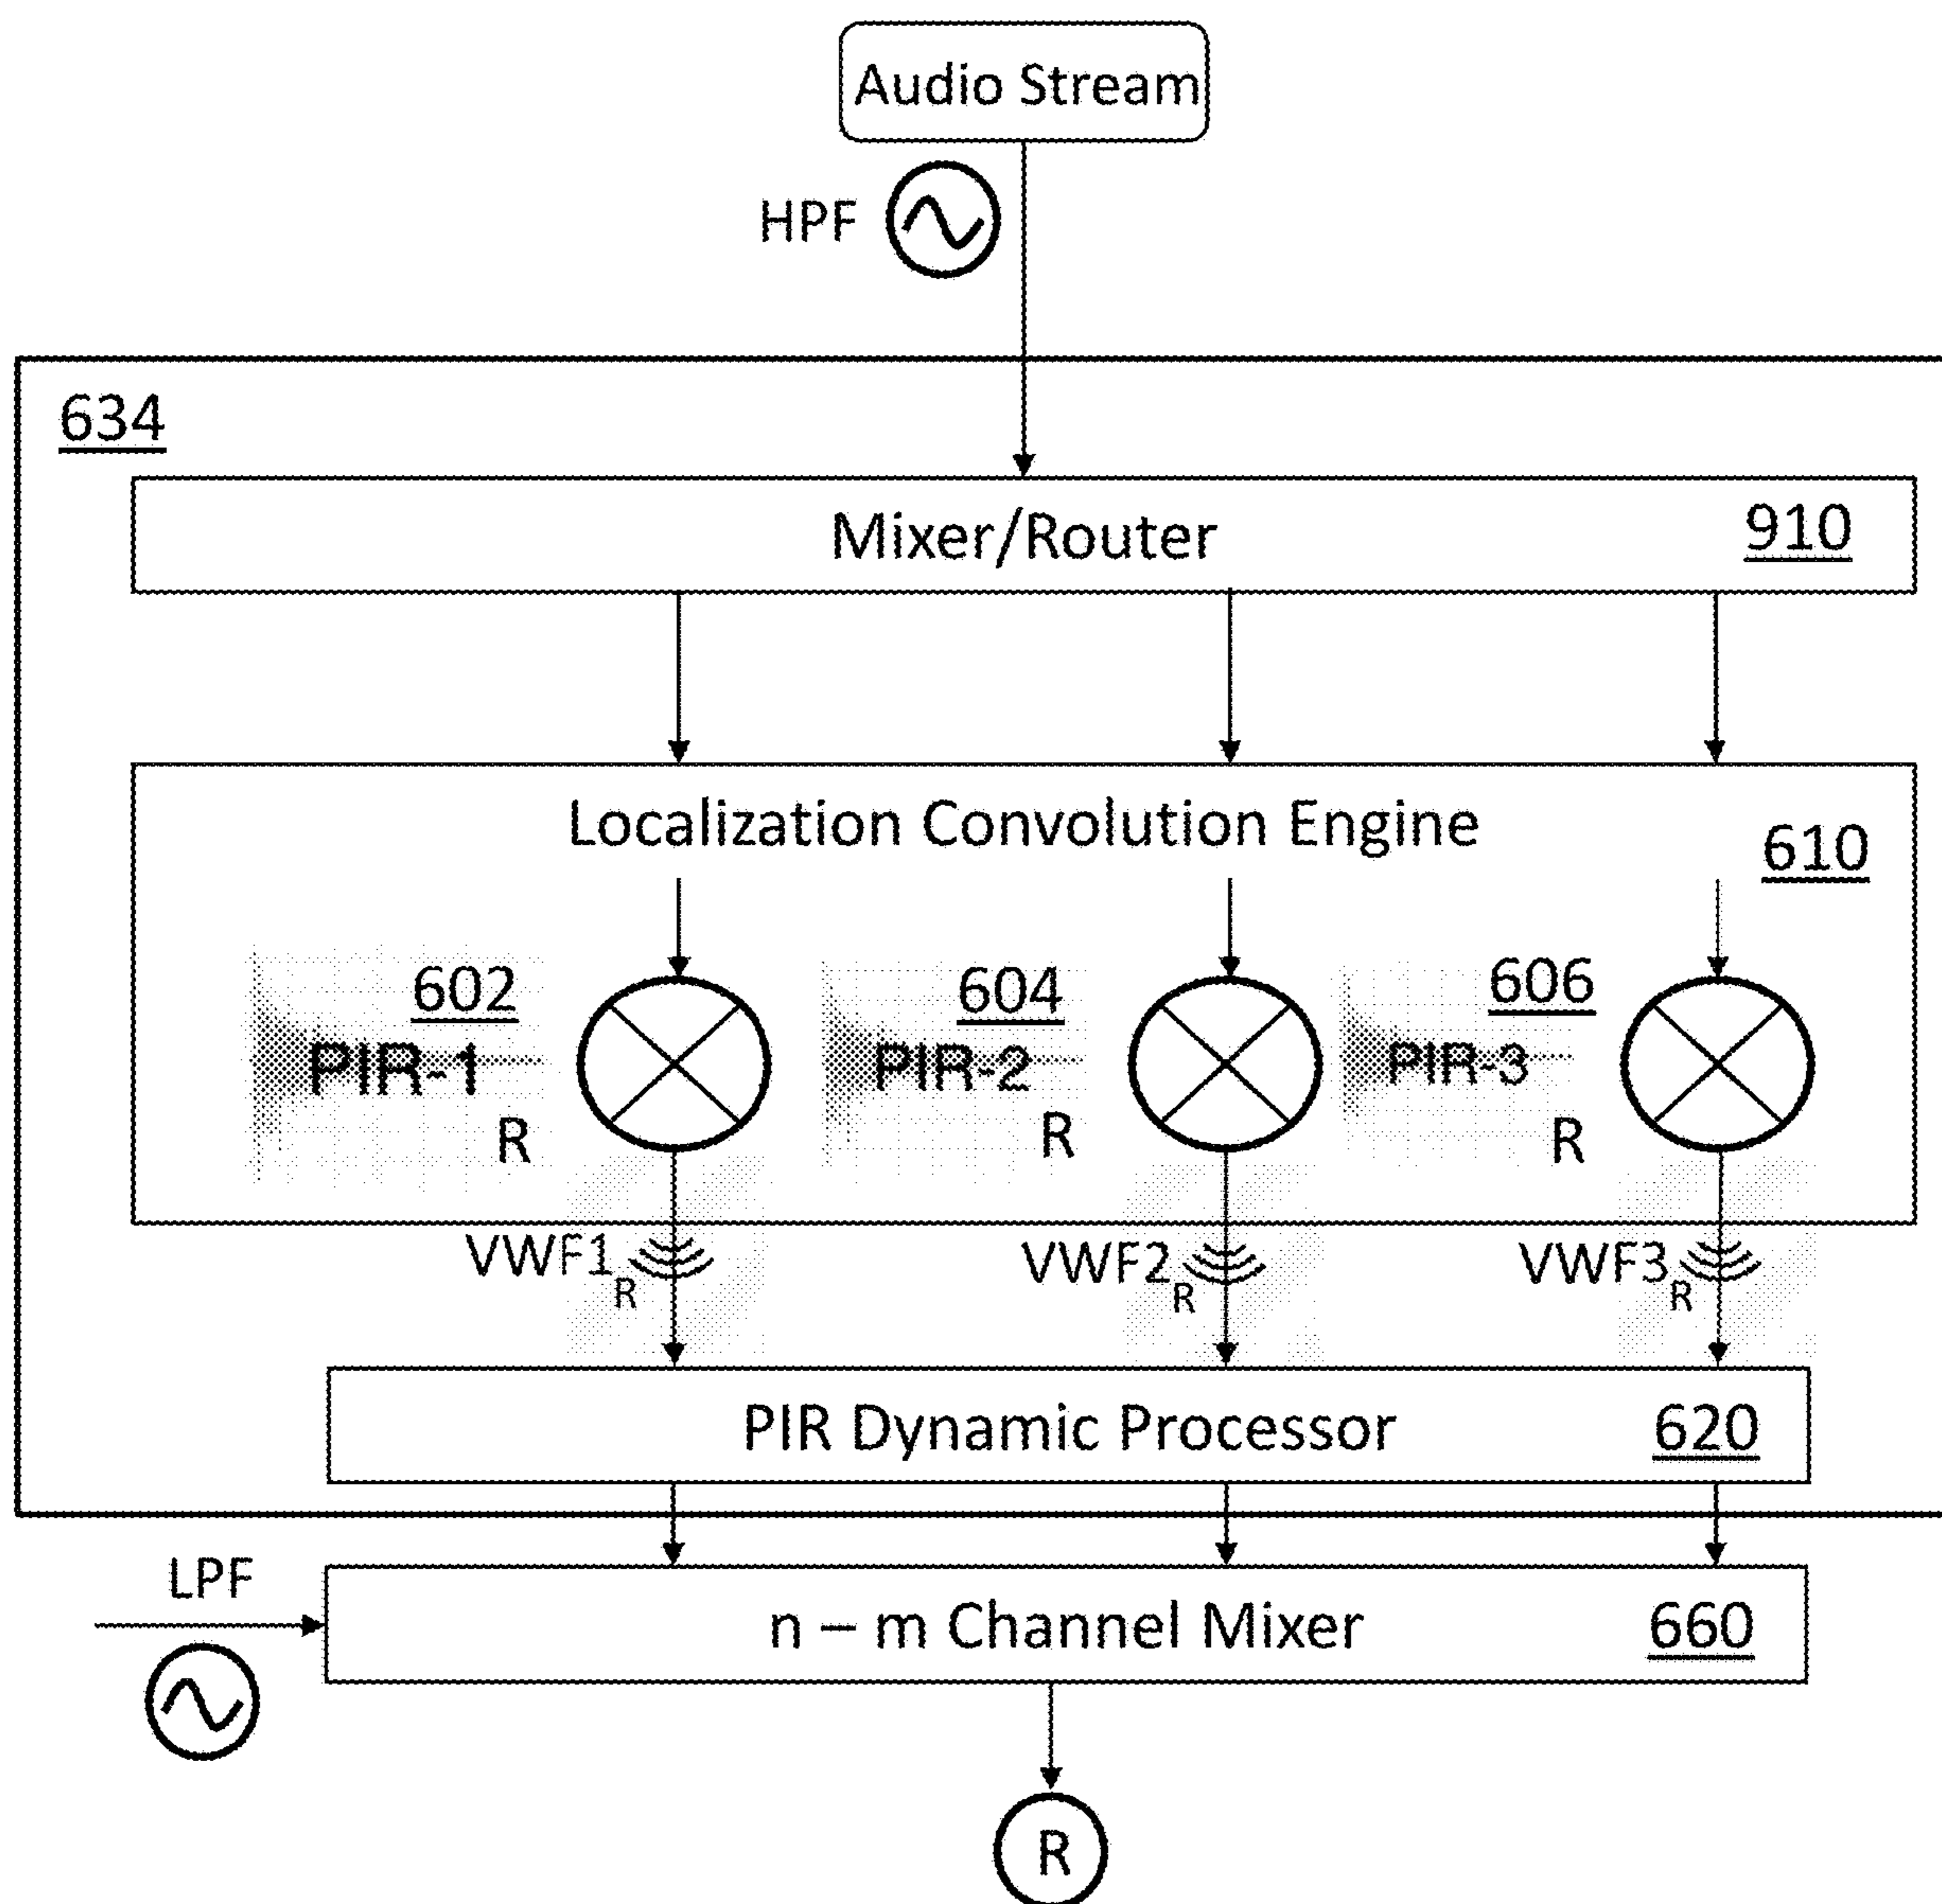 Audio Stream
HPF
634
Mixer/Router
910
Localization Convolution Engine
610
602
604
606
PIR-1
PIR-2
PIR-3
R
R
R
VWF1R
VWF2R
VWF3R
PIR Dynamic Processor
620
LPF
n – m Channel Mixer
660
R